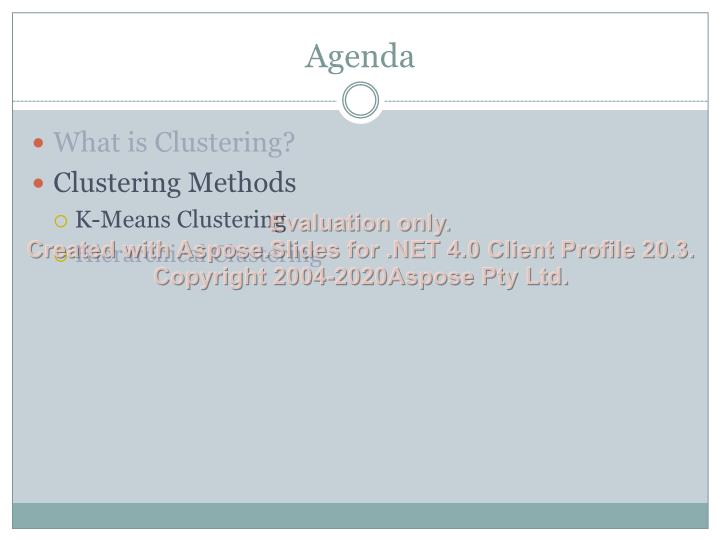 Agenda
What is Clustering?
Clustering Methods
K-Means Clustering
Hierarchical Clustering
Evaluation only.
Created with Aspose.Slides for .NET 4.0 Client Profile 20.3.
Copyright 2004-2020Aspose Pty Ltd.